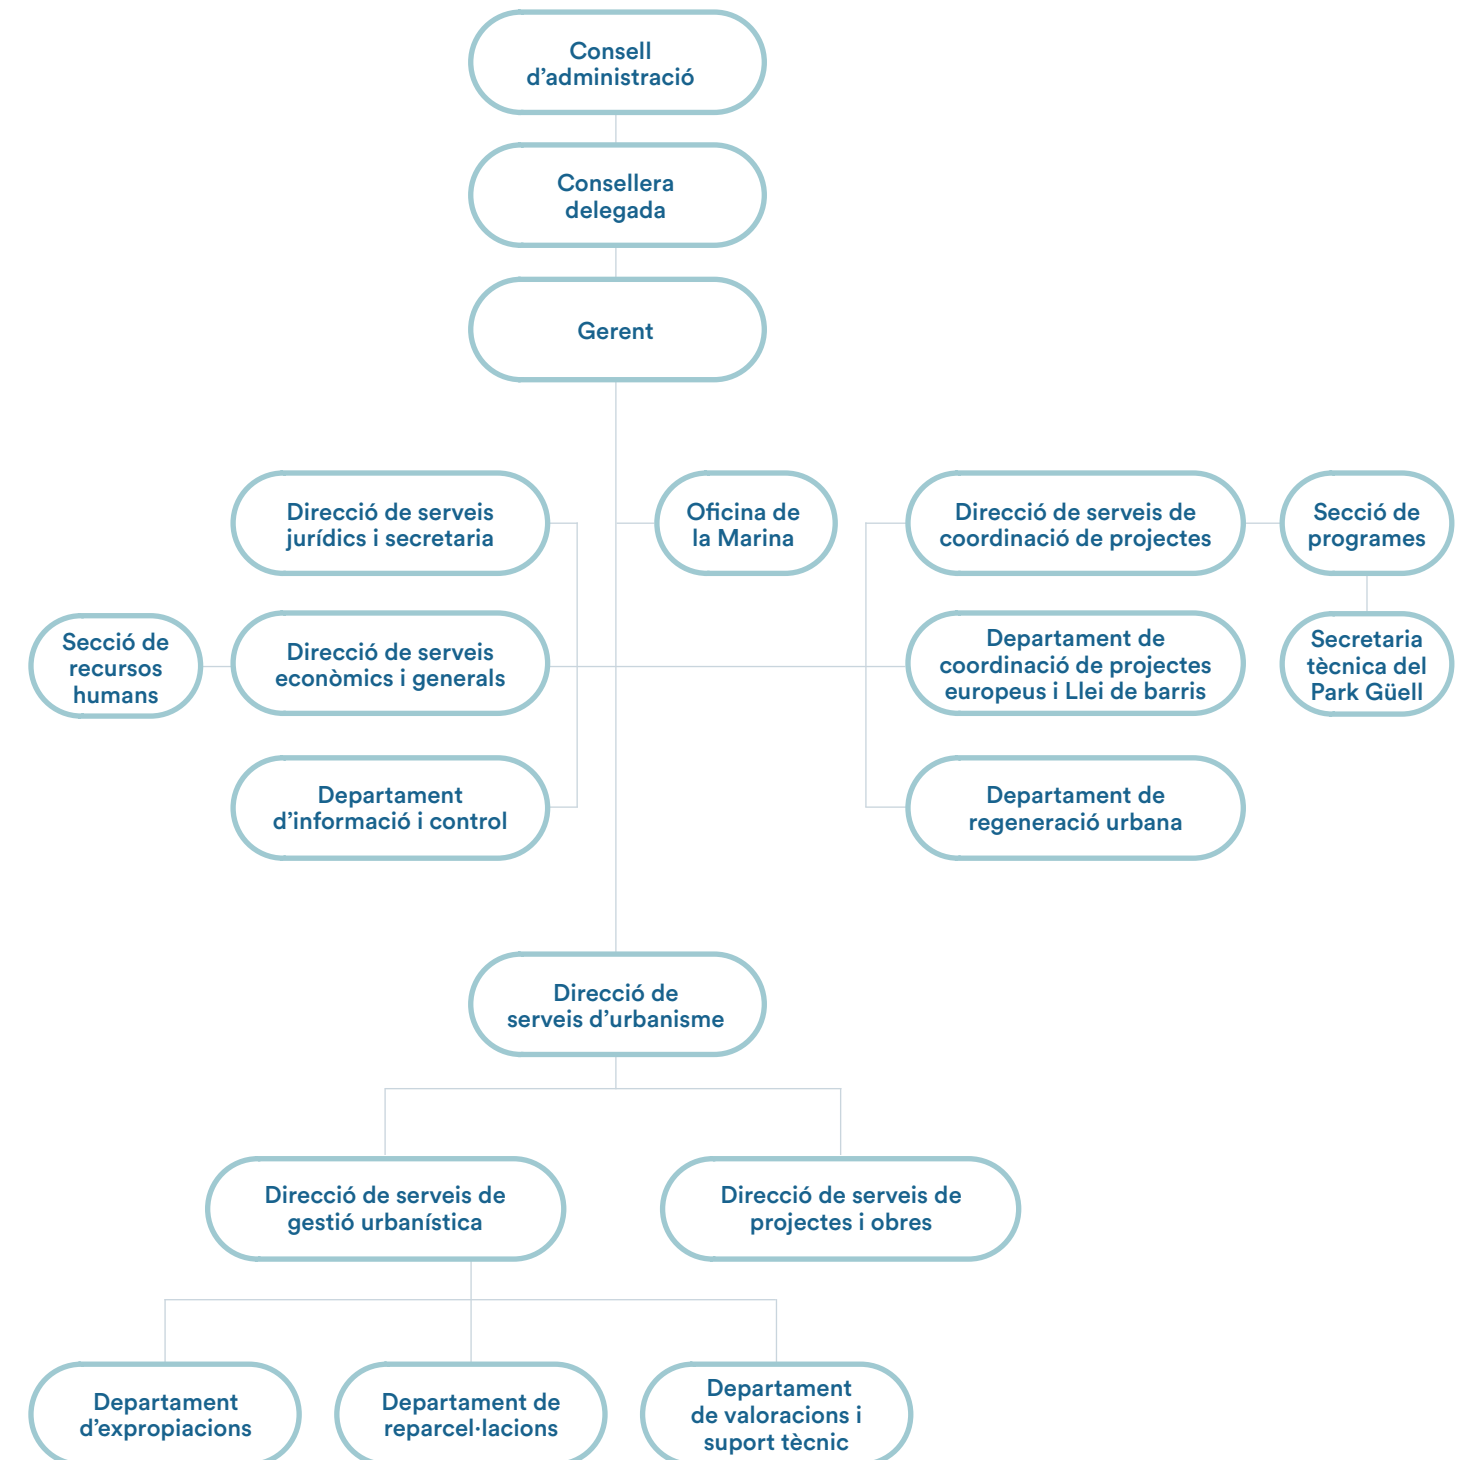 Consell
d’administració
Consellera
delegada
Gerent
Direcció de serveis
jurídics i secretaria
Oficina de
la Marina
Direcció de serveis de
coordinació de projectes
Secció de
programes
Secció de
recursos
humans
Direcció de serveis
econòmics i generals
Departament de
coordinació de projectes
europeus i Llei de barris
Secretaria
tècnica del
Park Güell
Departament
d’informació i control
Departament de
regeneració urbana
Direcció de
serveis d’urbanisme
Direcció de serveis de
gestió urbanística
Direcció de serveis de
projectes i obres
Departament
d’expropiacions
Departament de
reparcel·lacions
Departament
de valoracions i
suport tècnic